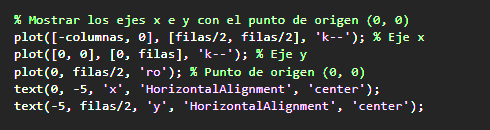 % Mostrar los ejes x e y con el punto de origen (0, 0)
plot([-columnas, 0], [filas/2, filas/2], 'k--'); % Eje x
plot([0, 0], [0, filas], 'k--'); % Eje y
plot(0, filas/2, 'ro'); % Punto de origen (0, 0)
text(0, -5, 'x', 'HorizontalAlignment', 'center');
text(-5, filas/2, 'y', 'HorizontalAlignment', 'center');